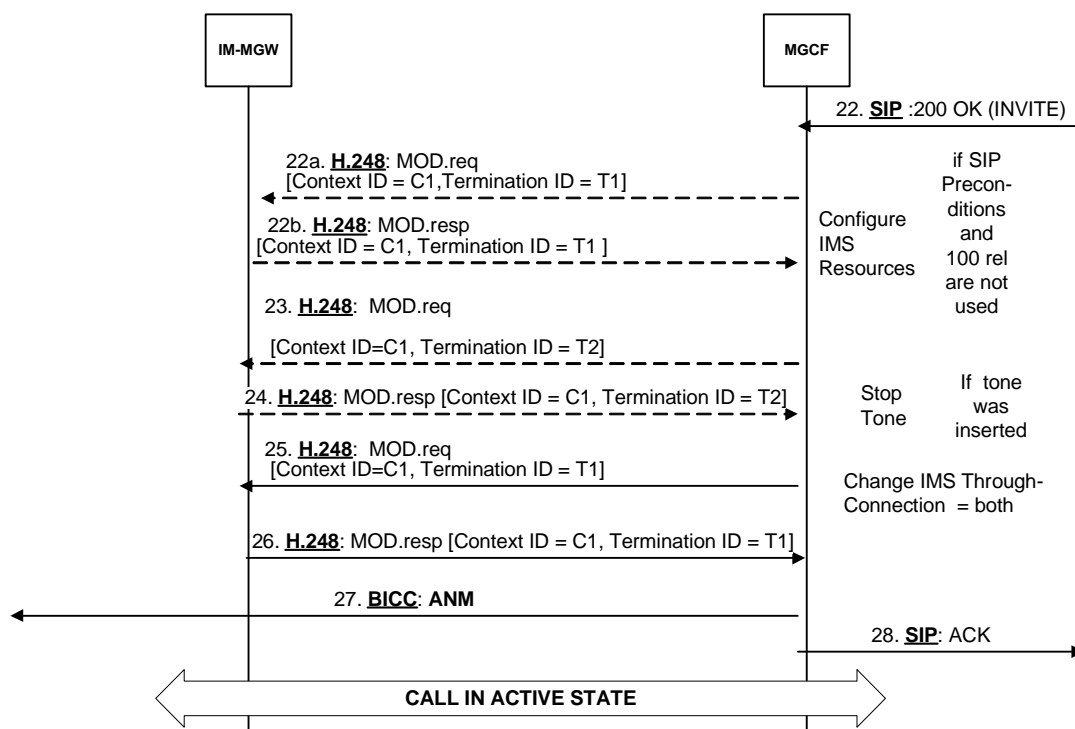 IM-MGW
MGCF
22. SIP :200 OK (INVITE)
22a. H.248: MOD.req
[Context ID = C1,Termination ID = T1]
if SIP
Precon-
ditions
and
100 rel
are not
used
22b. H.248: MOD.resp
[Context ID = C1, Termination ID = T1 ]
Configure
IMS
Resources
23. H.248: MOD.req
[Context ID=C1, Termination ID = T2]
24. H.248: MOD.resp [Context ID = C1, Termination ID = T2]
Stop
Tone
If tone
was
inserted
25. H.248: MOD.req
[Context ID=C1, Termination ID = T1]
Change IMS Through-
Connection = both
26. H.248: MOD.resp [Context ID = C1, Termination ID = T1]
27. BICC: ANM
28. SIP: ACK
CALL IN ACTIVE STATE